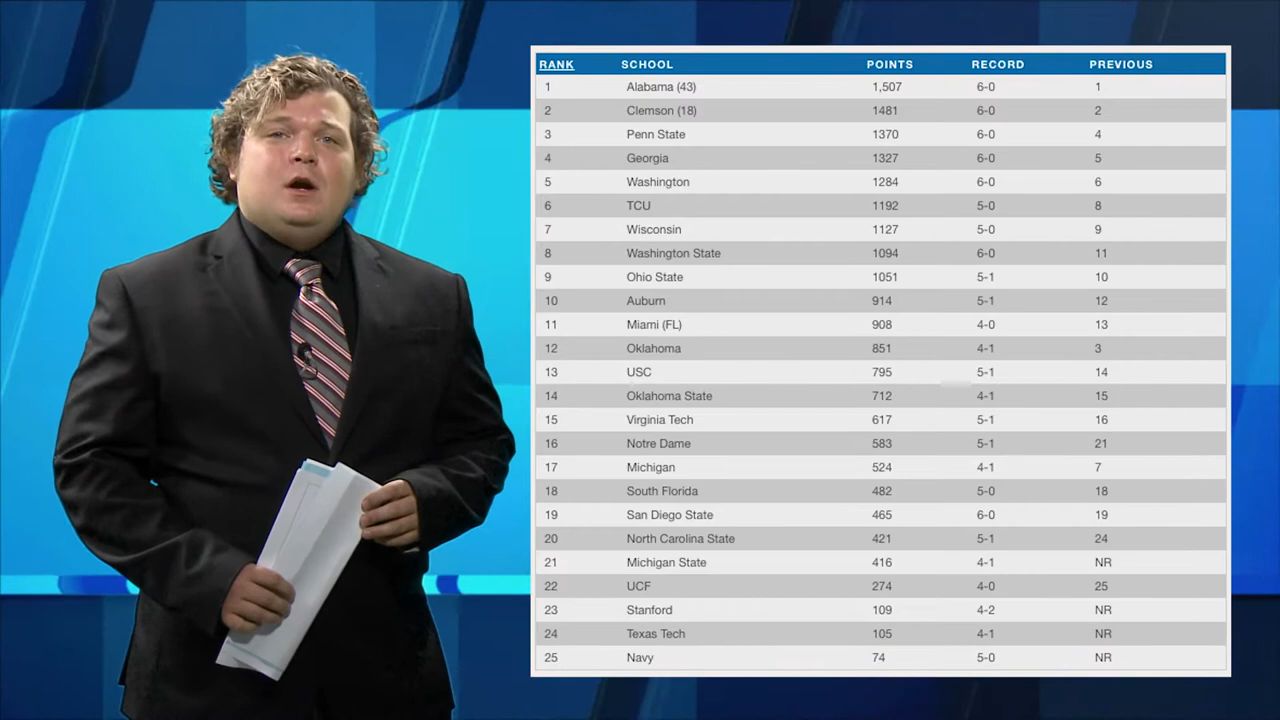 RANK SCHOOL POINTS RECORD PREVIOUS
1 Alabama (43) 1,507 6-0 1
2 Clemson (18) 1481 6-0 2
3 Penn State 1370 6-0 4
4 Georgia 1327 6-0 5
5 Washington 1284 6-0 6
6 TCU 1192 5-0 8
7 Wisconsin 1127 5-0 9
8 Washington State 1094 6-0 11
9 Ohio State 1051 5-1 10
10 Auburn 914 5-1 12
11 Miami (FL) 908 4-0 13
12 Oklahoma 851 4-1 3
13 USC 795 5-1 14
14 Oklahoma State 712 4-1 15
15 Virginia Tech 617 5-1 16
16 Notre Dame 583 5-1 21
17 Michigan 524 4-1 7
18 South Florida 482 5-0 18
19 San Diego State 465 6-0 19
20 North Carolina State 421 5-1 24
21 Michigan State 416 4-1 NR
22 UCF 274 4-0 25
23 Stanford 109 4-2 NR
24 Texas Tech 105 4-1 NR
25 Navy 74 5-0 NR